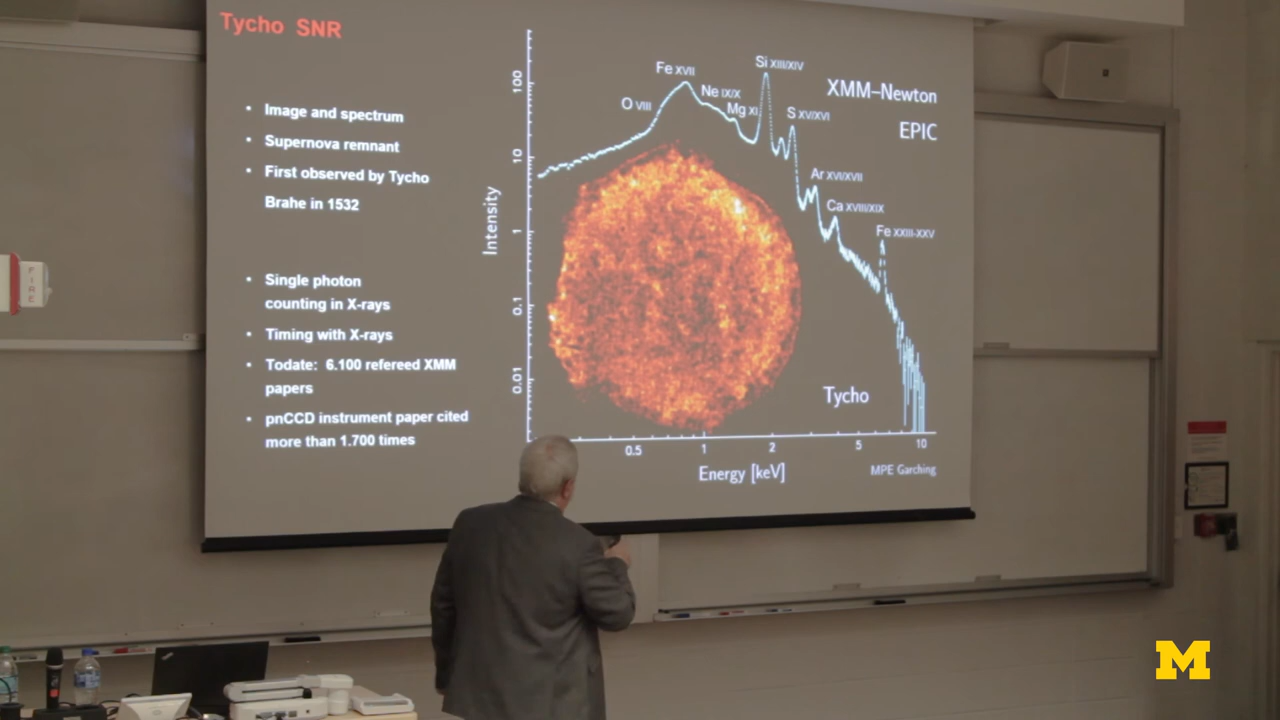 Tycho SNR
Image and spectrum
Supernova remnant
First observed by Tycho
Brahe in 1532
Single photon
counting in X-rays
Timing with X-rays
Todate: 6.100 refereed XMM
papers
pnCCD instrument paper cited
more than 1.700 times
XMM–Newton
EPIC
O VIII
Fe XVII
Ne IX/X
Mg XI
Si XIII/XIV
S XV/XVI
Ar XVI/XVII
Ca XVIII/XIX
Fe XXIII-XXV
Intensity
100
10
1
0.1
0.01
Tycho
0.5
1
2
5
10
Energy [keV]
MPE Garching
FIRE
M